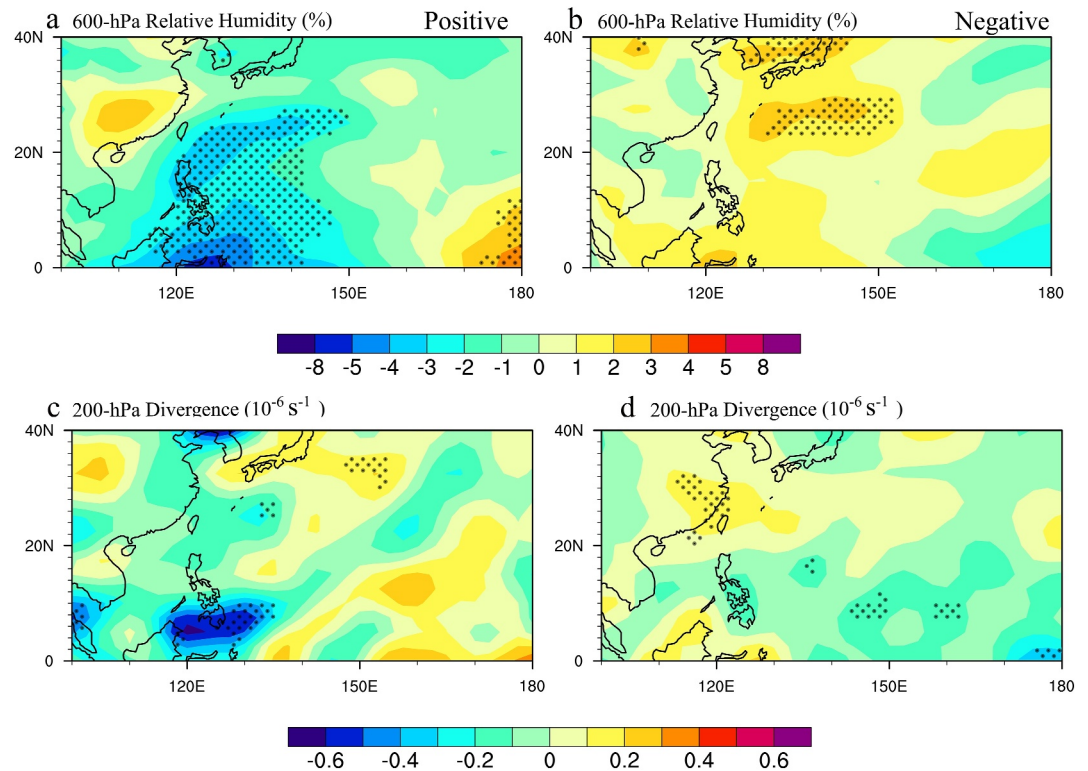 a 600-hPa Relative Humidity (%) Positive
b 600-hPa Relative Humidity (%) Negative
40N
20N
0
120E 150E 180
40N
20N
0
120E 150E 180
-8 -5 -4 -3 -2 -1 0 1 2 3 4 5 8
c 200-hPa Divergence (10⁻⁶ s⁻¹ )
d 200-hPa Divergence (10⁻⁶ s⁻¹ )
40N
20N
0
120E 150E 180
40N
20N
0
120E 150E 180
-0.6 -0.4 -0.2 0 0.2 0.4 0.6